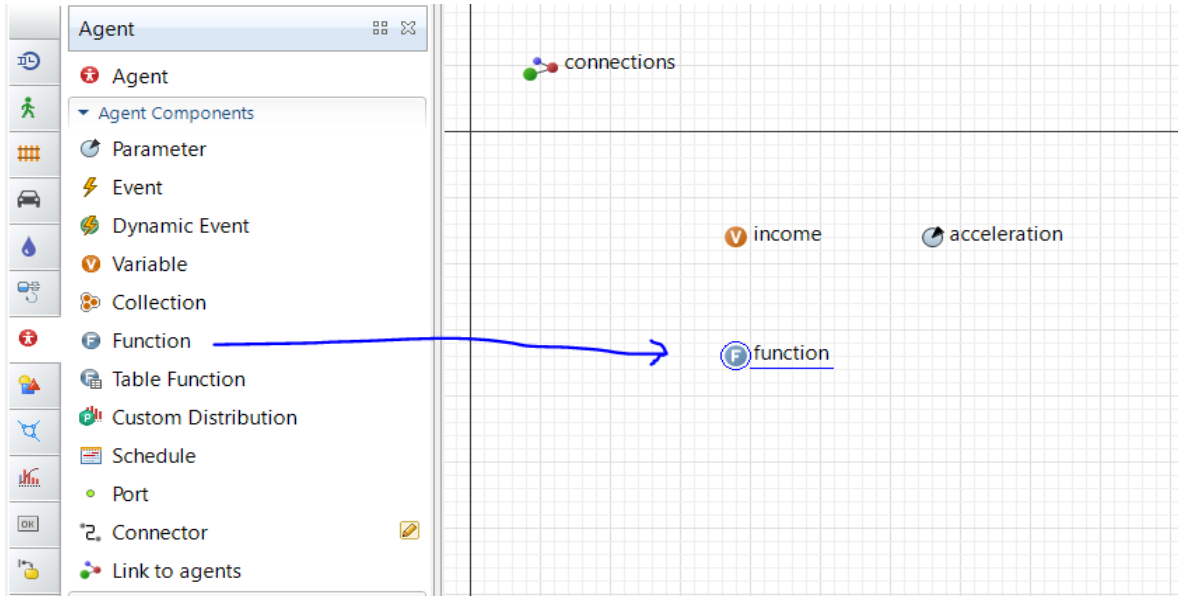 Agent
Agent
Agent Components
Parameter
Event
Dynamic Event
Variable
Collection
Function
Table Function
Custom Distribution
Schedule
Port
Connector
Link to agents
OK
connections
V income
acceleration
F function